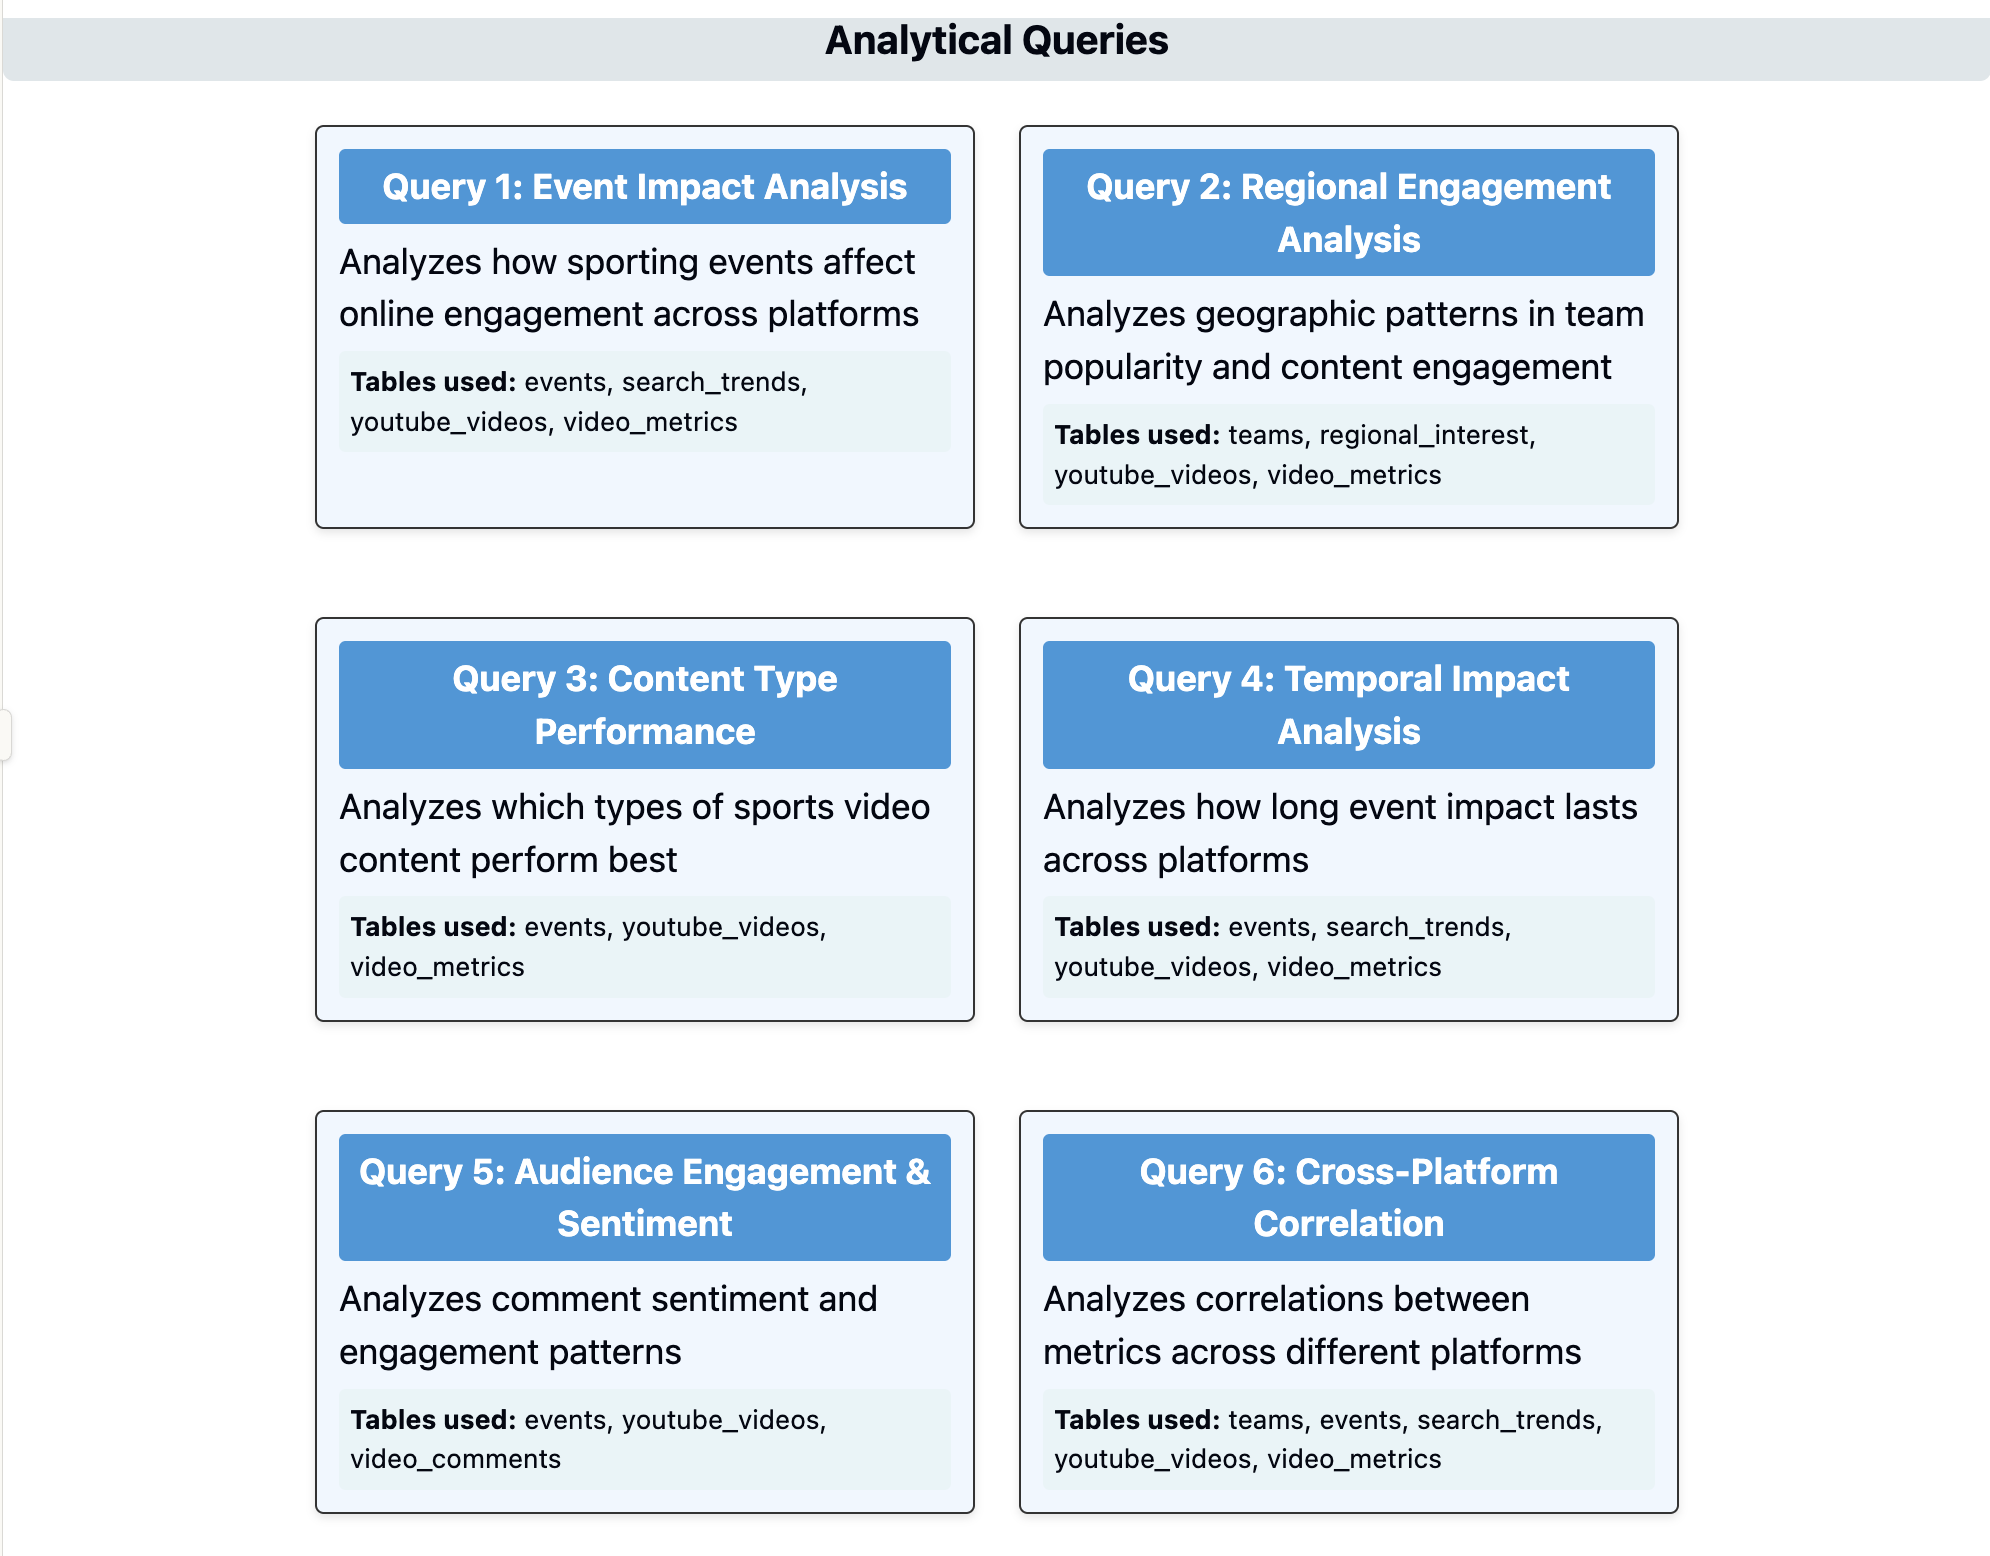 Analytical Queries
Query 1: Event Impact Analysis
Analyzes how sporting events affect
online engagement across platforms
Tables used: events, search_trends,
youtube_videos, video_metrics
Query 2: Regional Engagement
Analysis
Analyzes geographic patterns in team
popularity and content engagement
Tables used: teams, regional_interest,
youtube_videos, video_metrics
Query 3: Content Type
Performance
Analyzes which types of sports video
content perform best
Tables used: events, youtube_videos,
video_metrics
Query 4: Temporal Impact
Analysis
Analyzes how long event impact lasts
across platforms
Tables used: events, search_trends,
youtube_videos, video_metrics
Query 5: Audience Engagement &
Sentiment
Analyzes comment sentiment and
engagement patterns
Tables used: events, youtube_videos,
video_comments
Query 6: Cross-Platform
Correlation
Analyzes correlations between
metrics across different platforms
Tables used: teams, events, search_trends,
youtube_videos, video_metrics